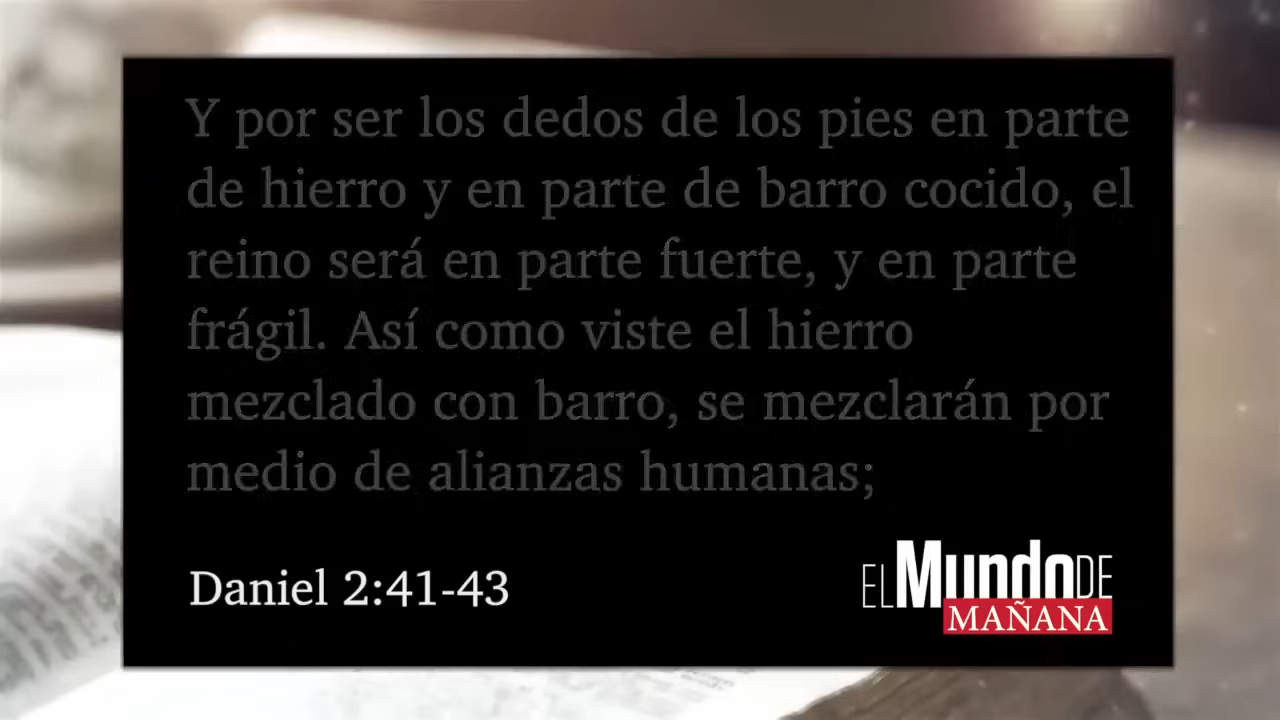 Y por ser los dedos de los pies en parte
de hierro y en parte de barro cocido, el
reino será en parte fuerte, y en parte
frágil. Así como viste el hierro
mezclado con barro, se mezclarán por
medio de alianzas humanas;
Daniel 2:41-43
EL Mundo DE
MAÑANA